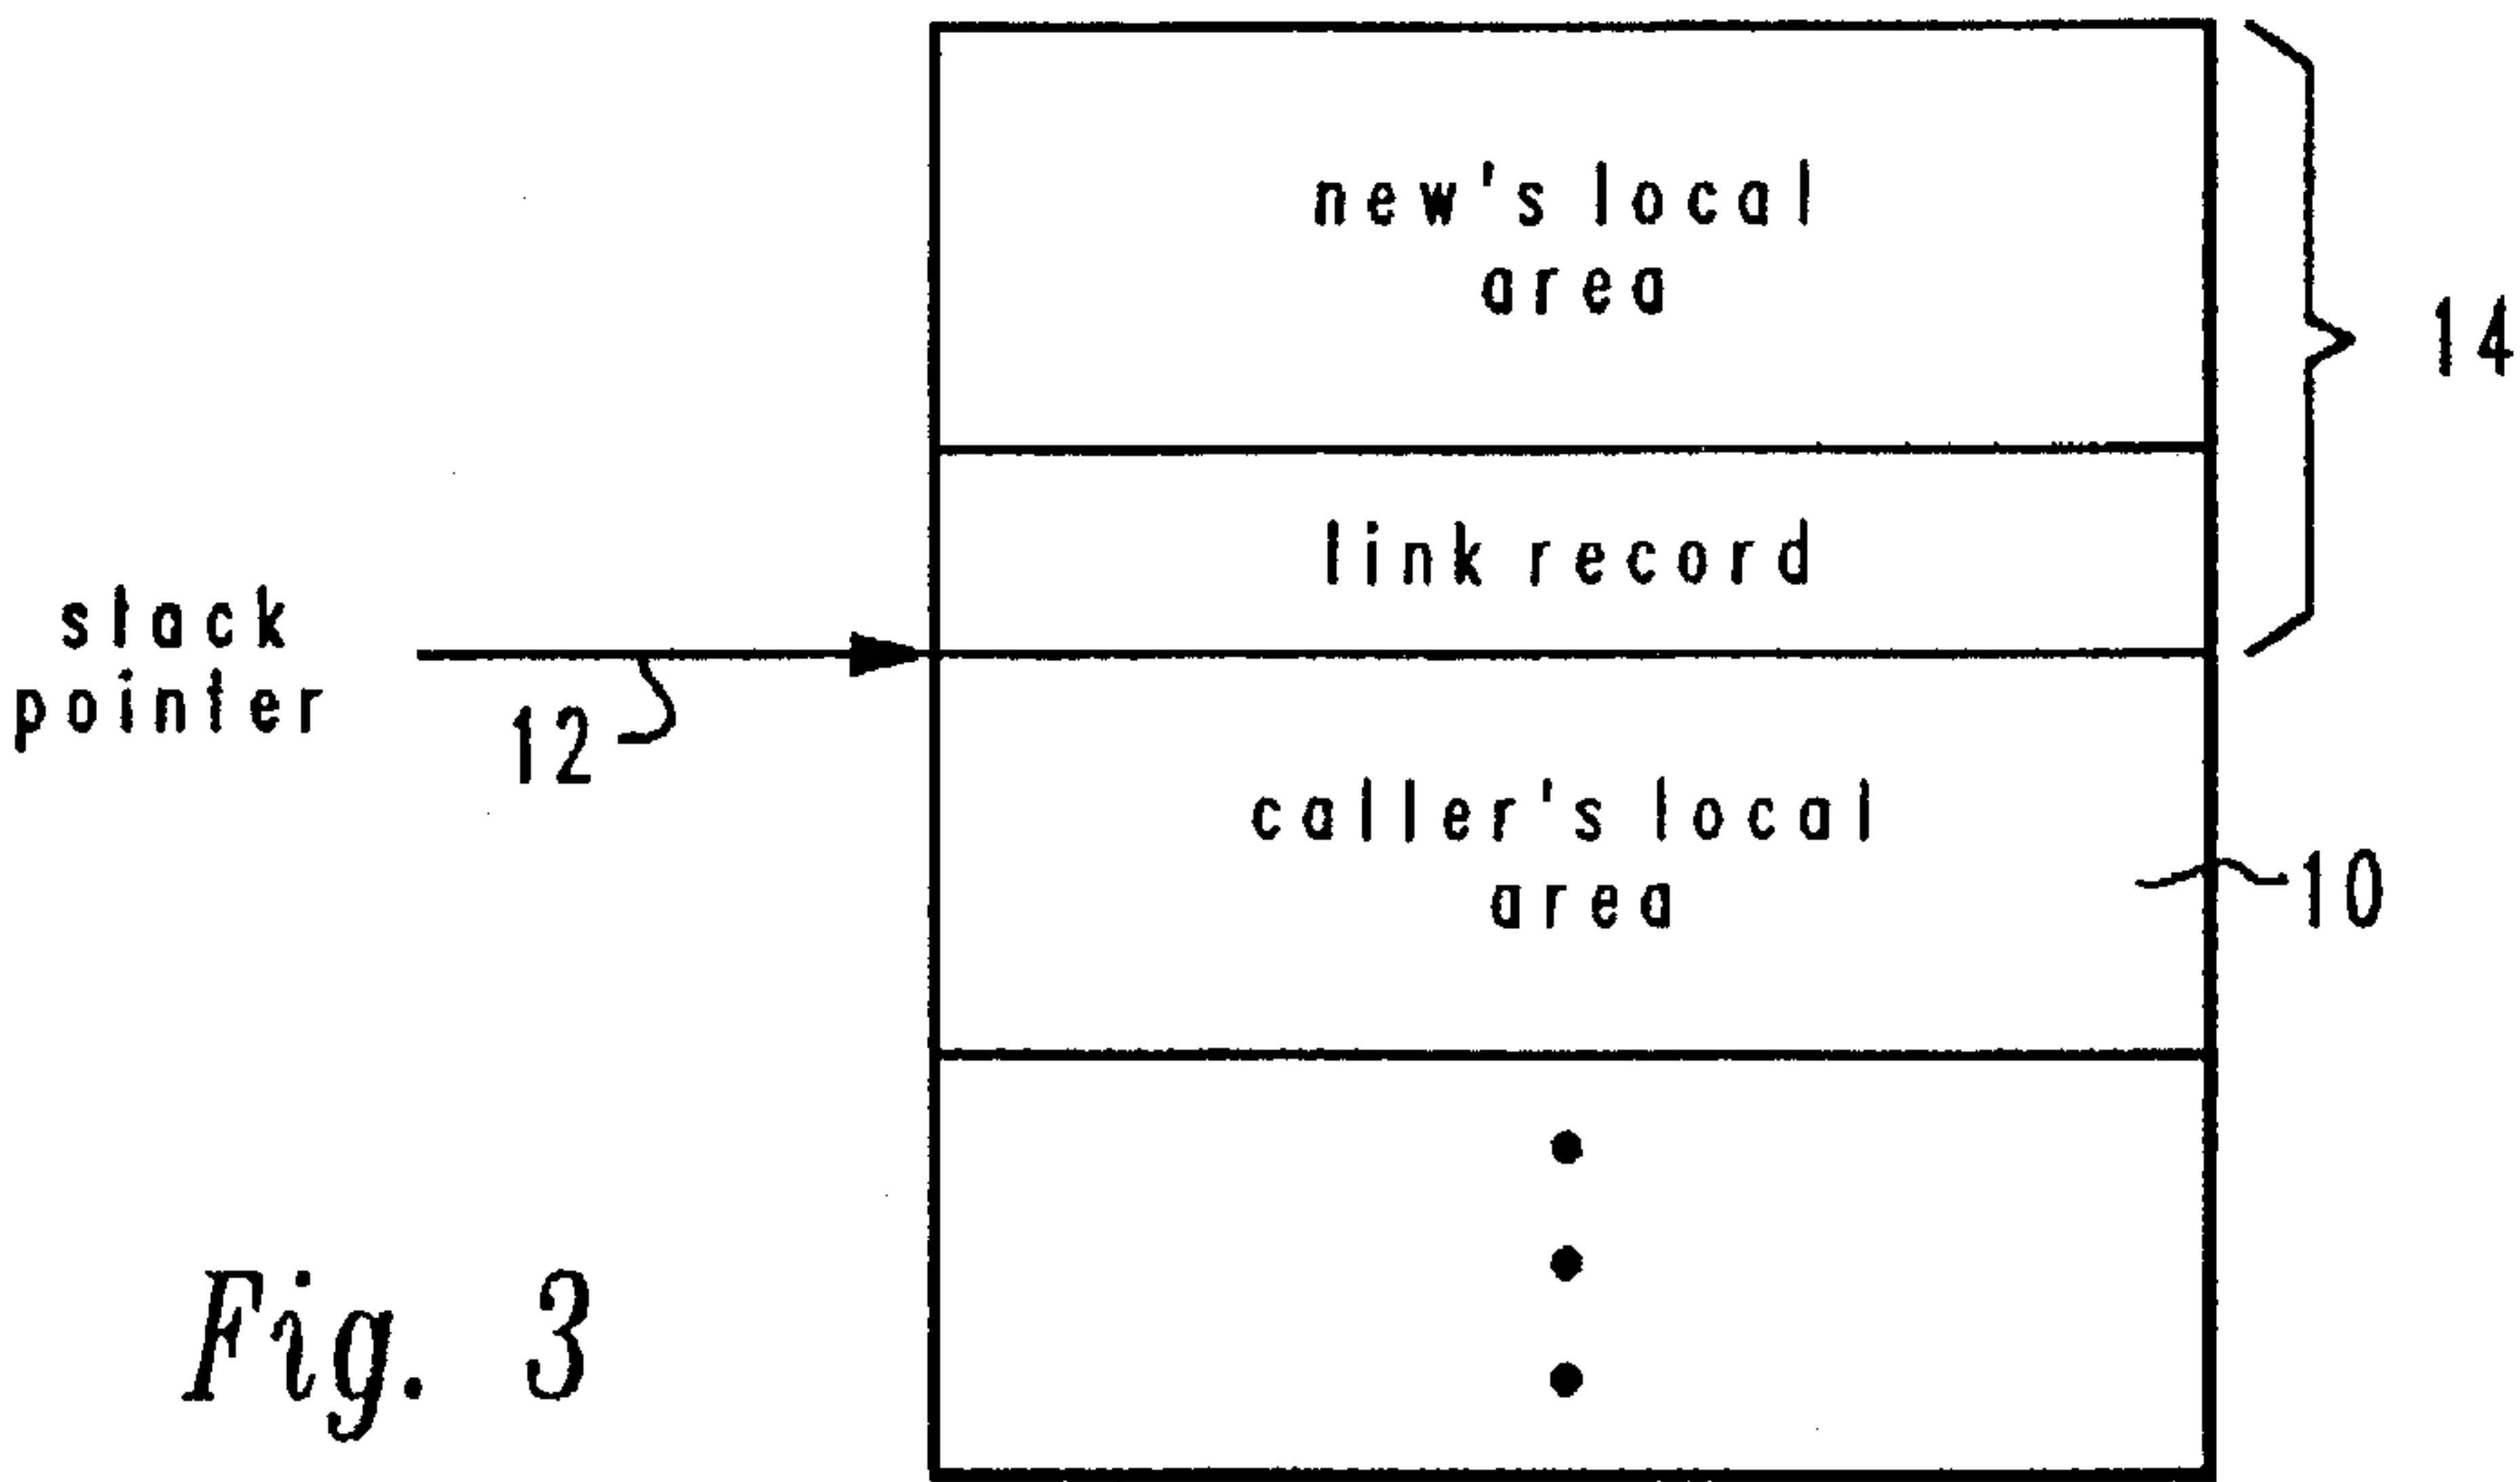 new's local
area
14
link record
stack
pointer
12
caller's local
area
10
Fig. 3